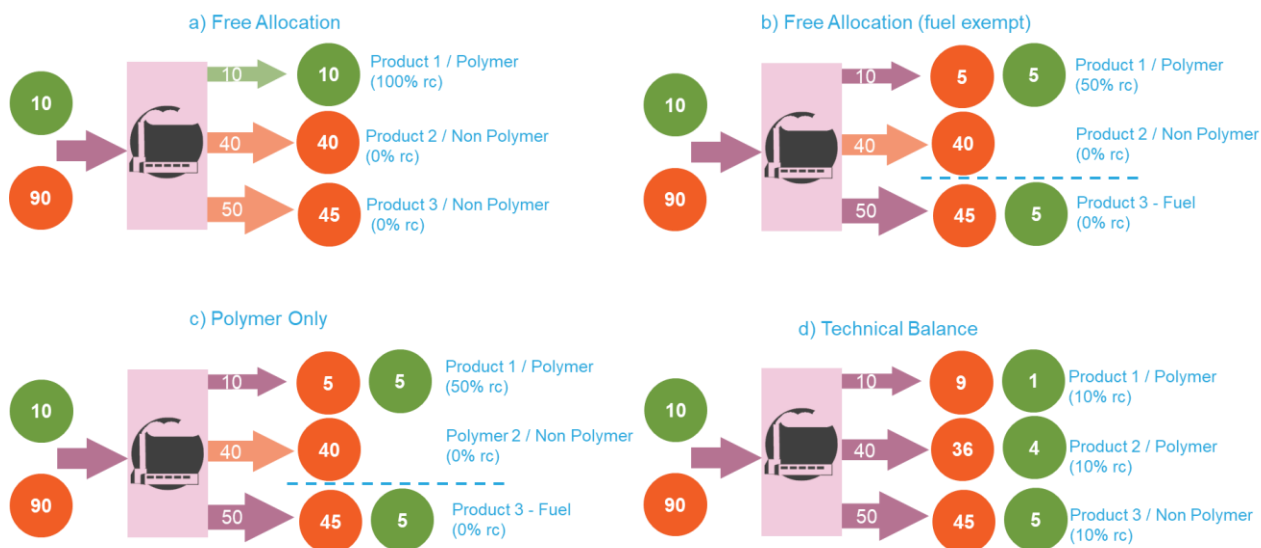 a) Free Allocation
10
90
10
40
50
10
40
45
Product 1 / Polymer
(100% rc)
Product 2 / Non Polymer
(0% rc)
Product 3 / Non Polymer
(0% rc)
b) Free Allocation (fuel exempt)
10
90
10
40
50
5
5
40
45
5
Product 1 / Polymer
(50% rc)
Product 2 / Non Polymer
(0% rc)
Product 3 - Fuel
(0% rc)
c) Polymer Only
10
90
10
40
50
5
5
40
45
5
Product 1 / Polymer
(50% rc)
Polymer 2 / Non Polymer
(0% rc)
Product 3 - Fuel
(0% rc)
d) Technical Balance
10
90
10
40
50
9
1
36
4
45
5
Product 1 / Polymer
(10% rc)
Product 2 / Polymer
(10% rc)
Product 3 / Non Polymer
(10% rc)